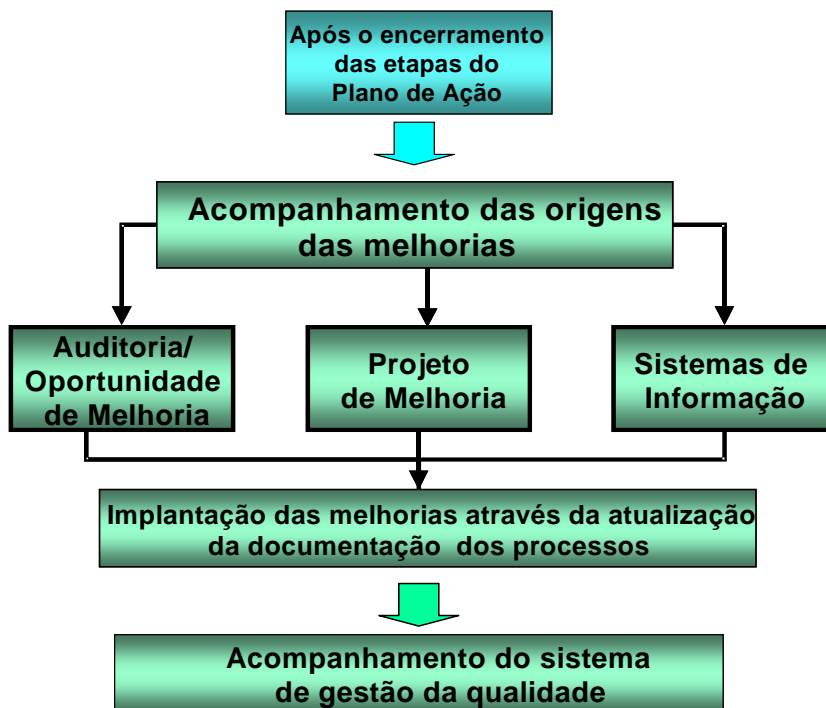 Após o encerramento
das etapas do
Plano de Ação
Acompanhamento das origens
das melhorias
Auditoria/
Oportunidade
de Melhoria
Projeto
de Melhoria
Sistemas de
Informação
Implantação das melhorias através da atualização
da documentação dos processos
Acompanhamento do sistema
de gestão da qualidade